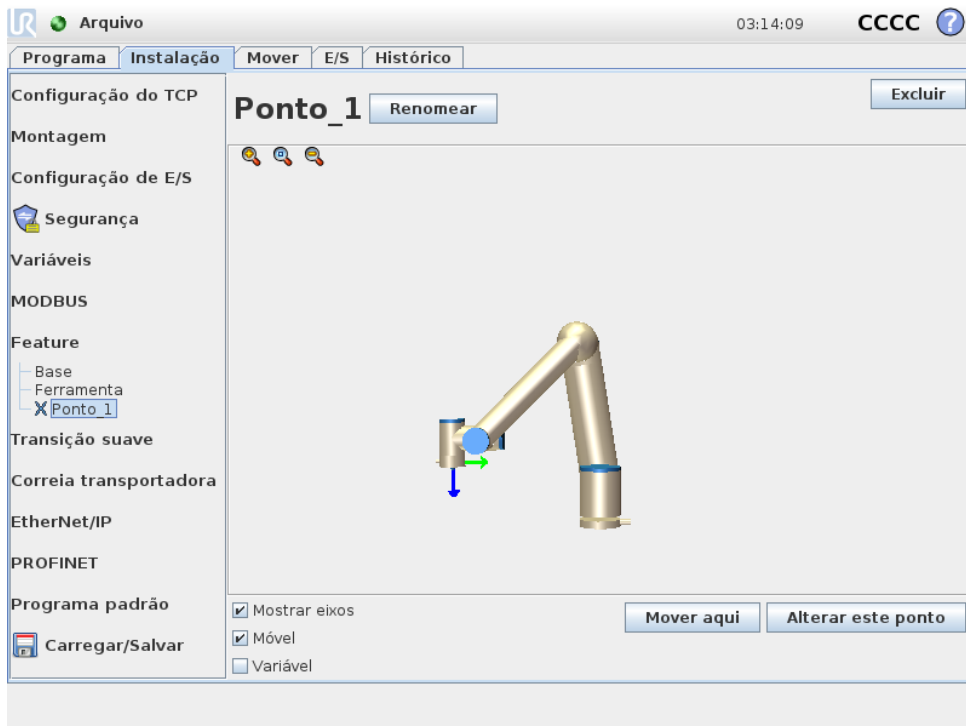 UR Arquivo 03:14:09 CCCC ?
Programa Instalação Mover E/S Histórico
Configuração do TCP
Montagem
Configuração de E/S
Segurança
Variáveis
MODBUS
Feature
Base
Ferramenta
Ponto_1
Transição suave
Correia transportadora
EtherNet/IP
PROFINET
Programa padrão
Carregar/Salvar
Ponto_1 Renomear Excluir
Mostrar eixos
Móvel
Variável
Mover aqui Alterar este ponto